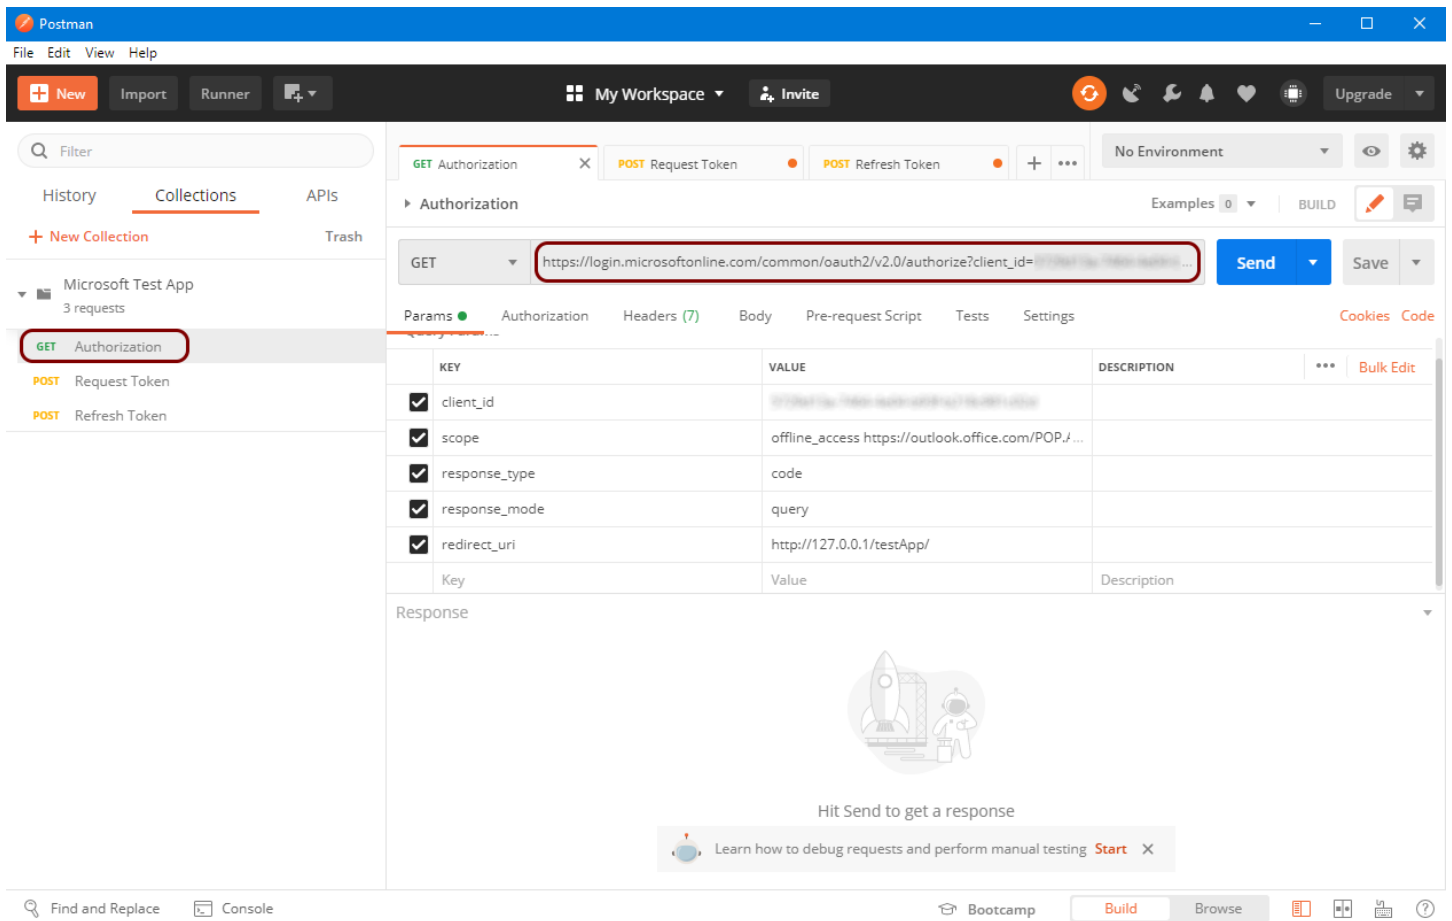 Postman
File Edit View Help
New Import Runner My Workspace Invite Upgrade
Filter
History Collections APIs
New Collection Trash
Microsoft Test App
3 requests
GET Authorization
POST Request Token
POST Refresh Token
GET Authorization POST Request Token POST Refresh Token No Environment
Authorization Examples 0 BUILD
GET https://login.microsoftonline.com/common/oauth2/v2.0/authorize?client_id= ... Send Save
Params Authorization Headers (7) Body Pre-request Script Tests Settings Cookies Code
KEY VALUE DESCRIPTION Bulk Edit
client_id
scope offline_access https://outlook.office.com/POP.A...
response_type code
response_mode query
redirect_uri http://127.0.0.1/testApp/
Key Value Description
Response
Hit Send to get a response
Learn how to debug requests and perform manual testing Start
Find and Replace Console Bootcamp Build Browse